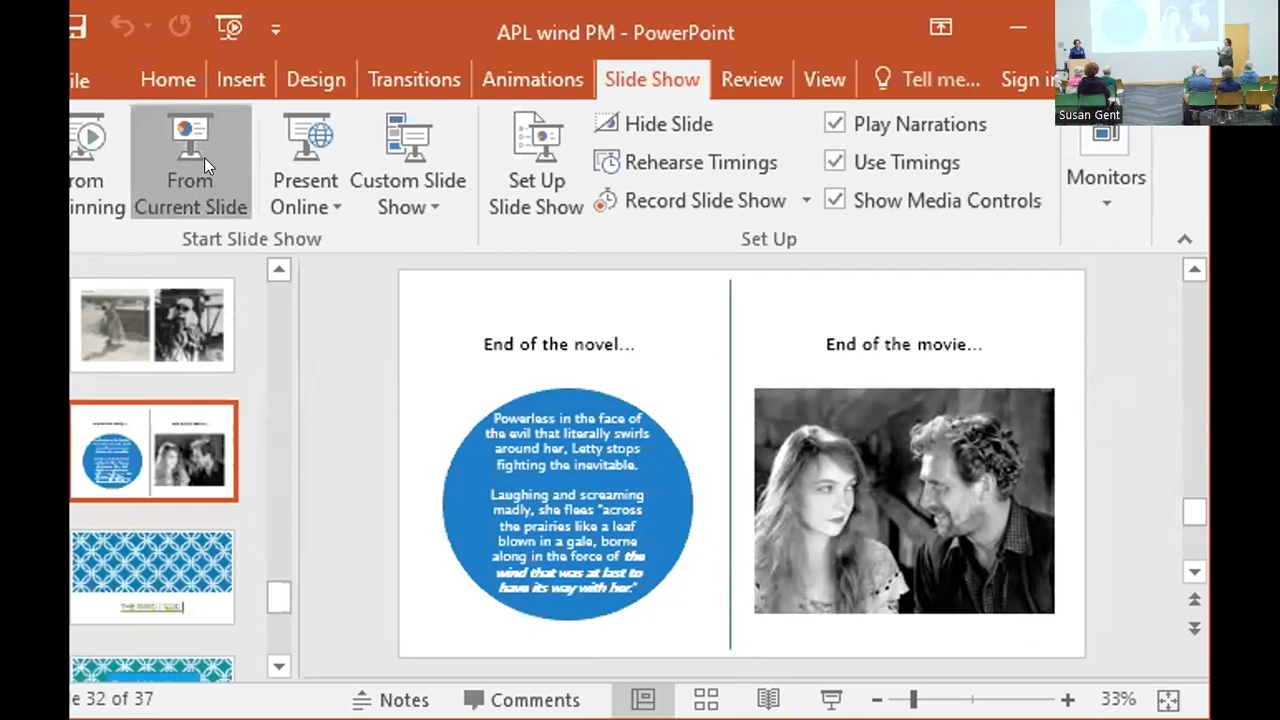 APL wind PM - PowerPoint
ile
Home
Insert
Design
Transitions
Animations
Slide Show
Review
View
Tell me...
Sign in
Susan Gent
rom
inning
From
Current Slide
Present
Online
Custom Slide
Show
Start Slide Show
Set Up
Slide Show
Hide Slide
Rehearse Timings
Record Slide Show
Play Narrations
Use Timings
Show Media Controls
Set Up
Monitors
End of the novel...
Powerless in the face of
the evil that literally swirls
around her, Letty stops
fighting the inevitable.
Laughing and screaming
madly, she flees "across
the prairies like a leaf
blown in a gale, borne
along in the force of the
wind that was at last to
have its way with her."
End of the movie...
e 32 of 37
Notes
Comments
33%